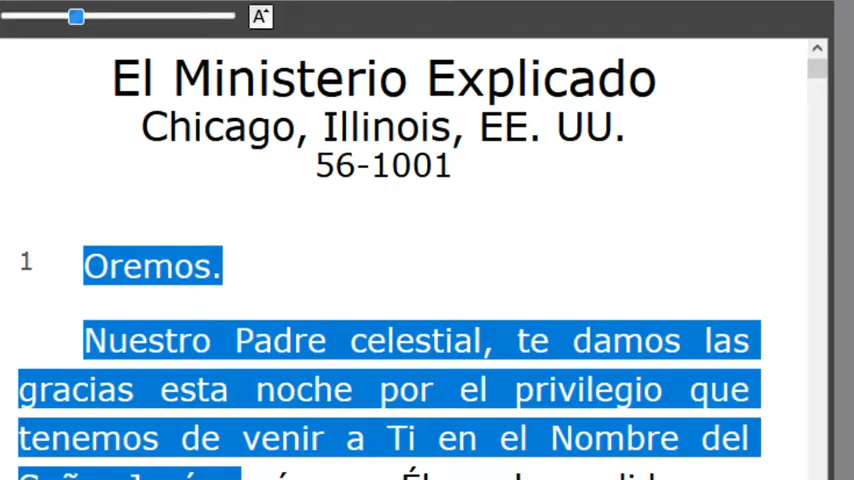 A
El Ministerio Explicado
Chicago, Illinois, EE. UU.
56-1001
1 Oremos.
Nuestro Padre celestial, te damos las
gracias esta noche por el privilegio que
tenemos de venir a Ti en el Nombre del